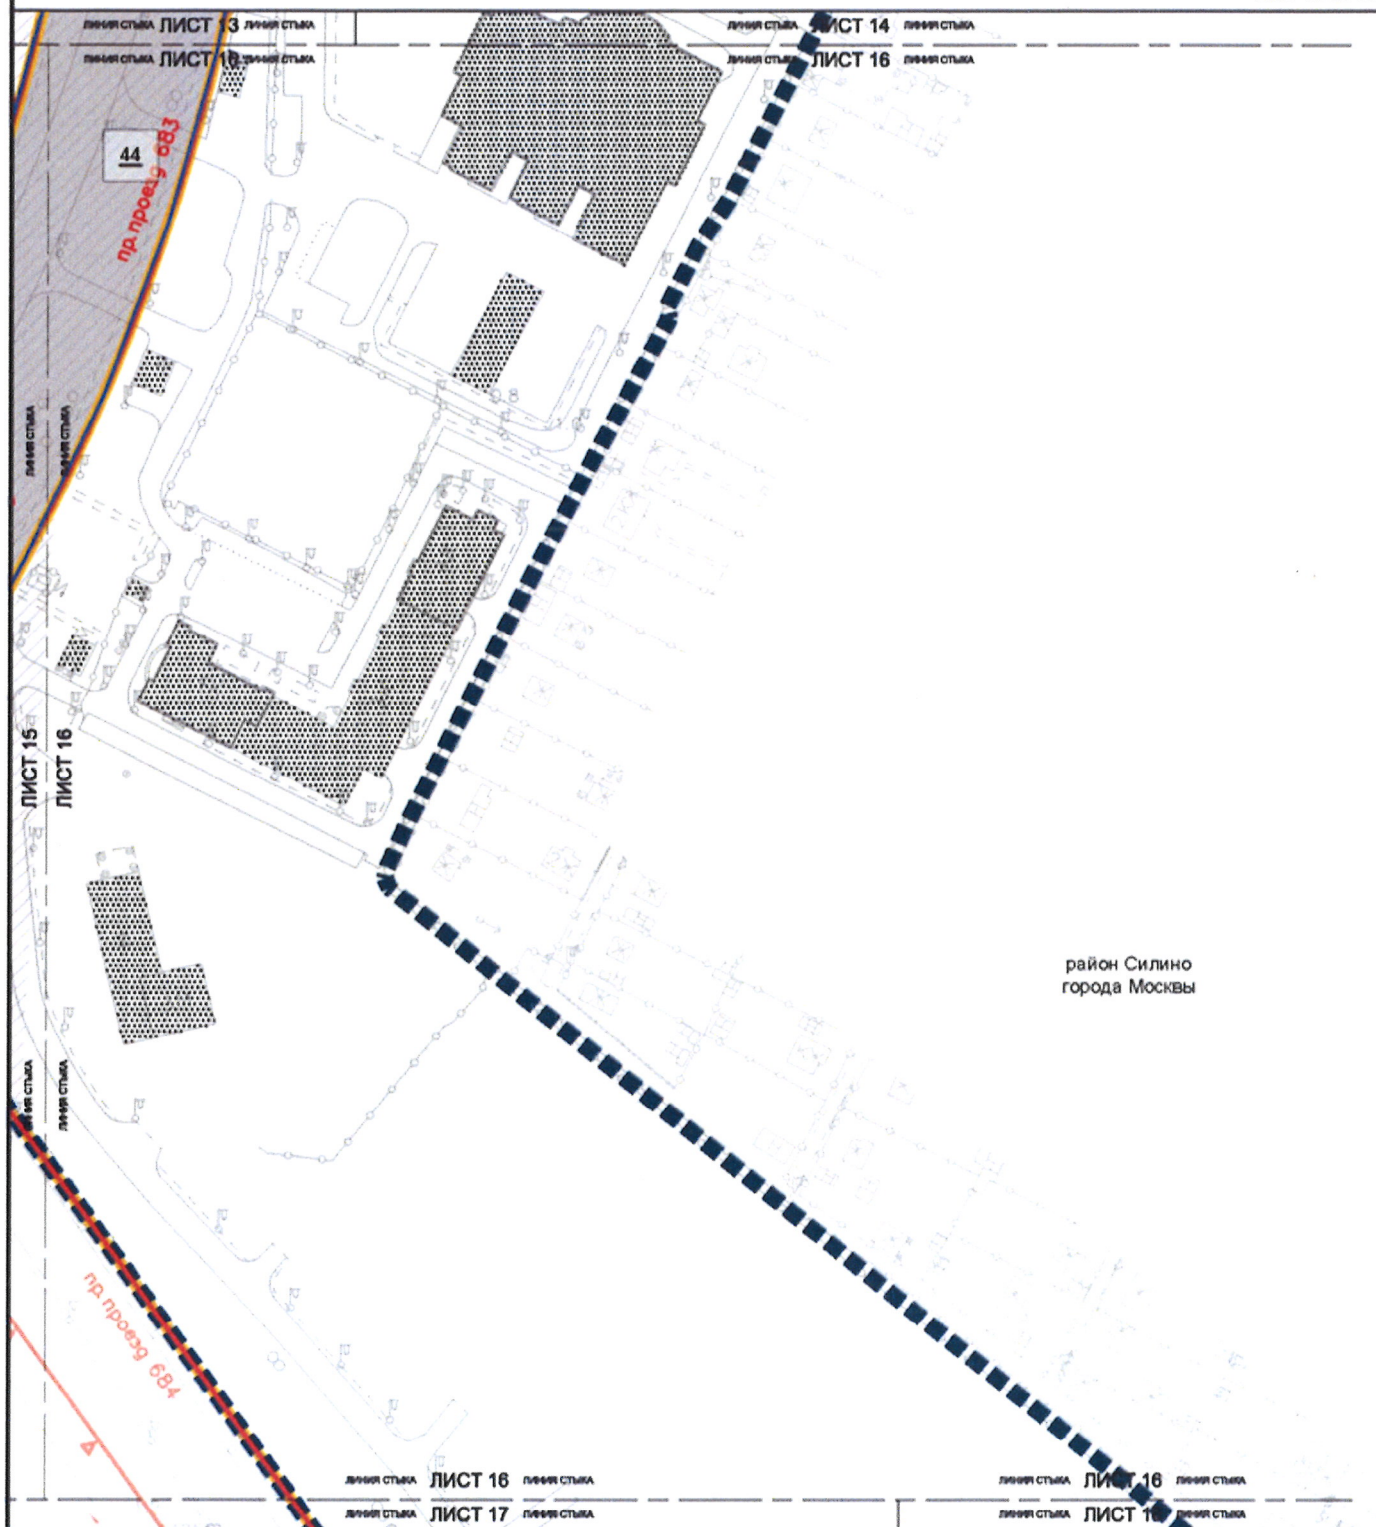 линия стыка ЛИСТ 13 линия стыка
линия стыка ЛИСТ 14 линия стыка
линия стыка ЛИСТ 16 линия стыка
линия стыка ЛИСТ 16 линия стыка
44
пр. проезд 683
линия стыка
линия стыка
ЛИСТ 15
ЛИСТ 16
район Силино
города Москвы
линия стыка
линия стыка
пр. проезд 684
линия стыка ЛИСТ 16 линия стыка
линия стыка ЛИСТ 16 линия стыка
линия стыка ЛИСТ 17 линия стыка
линия стыка ЛИСТ линия стыка